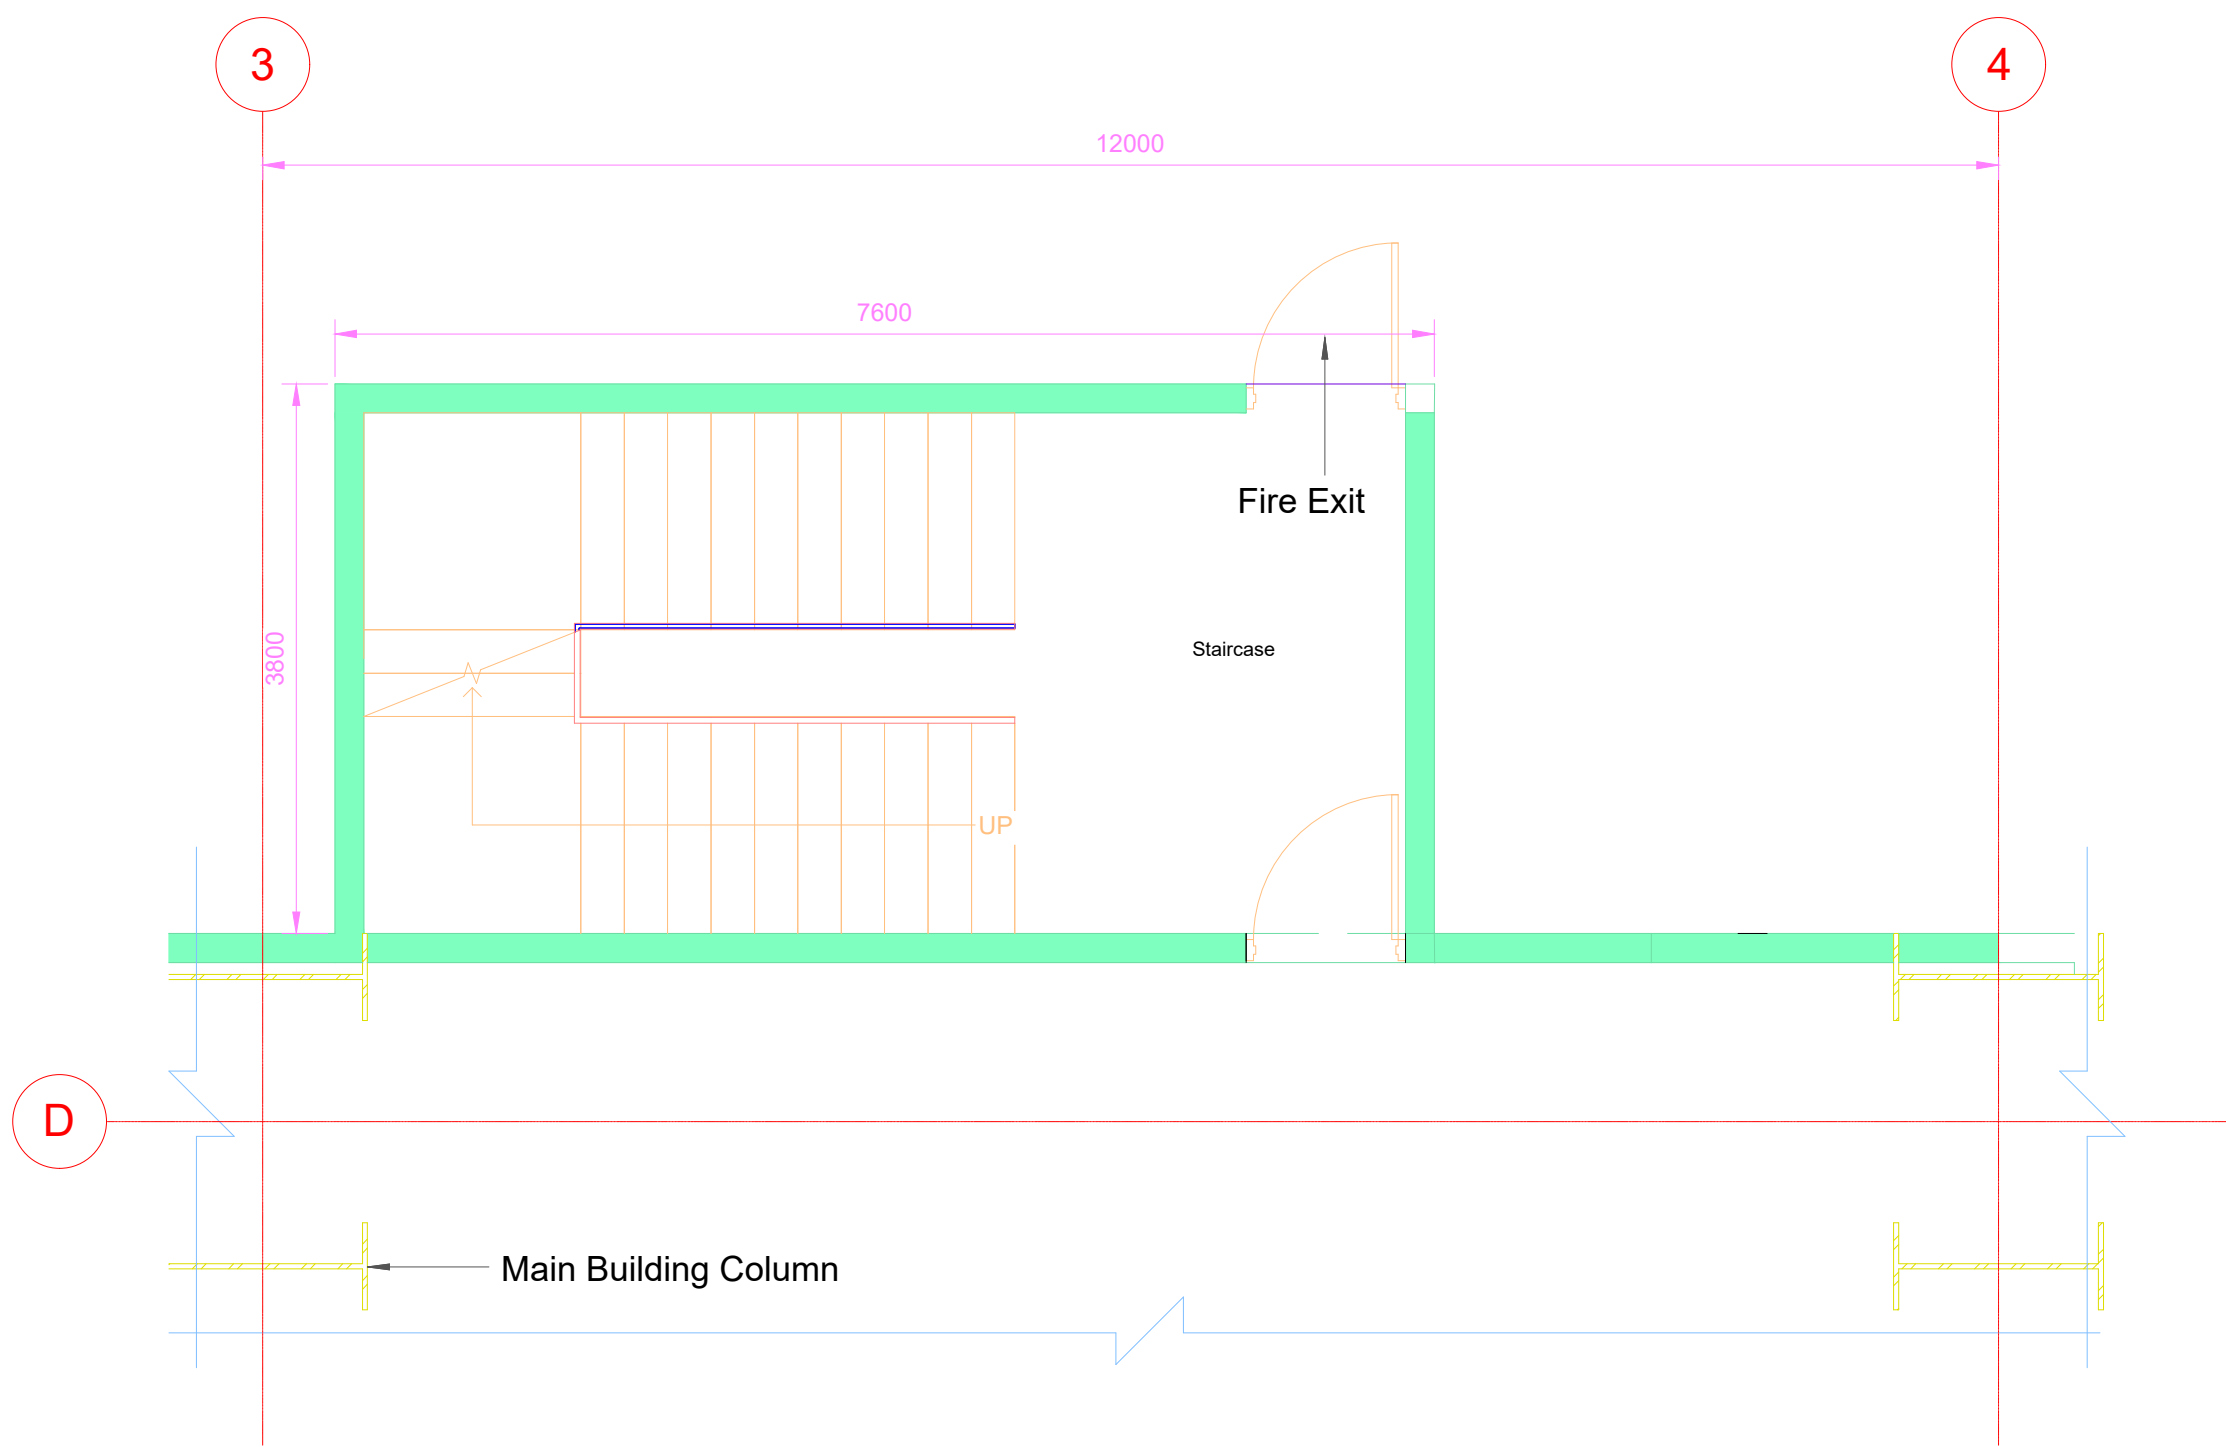 3
4
12000
7600
Fire Exit
3800
Staircase
UP
D
Main Building Column